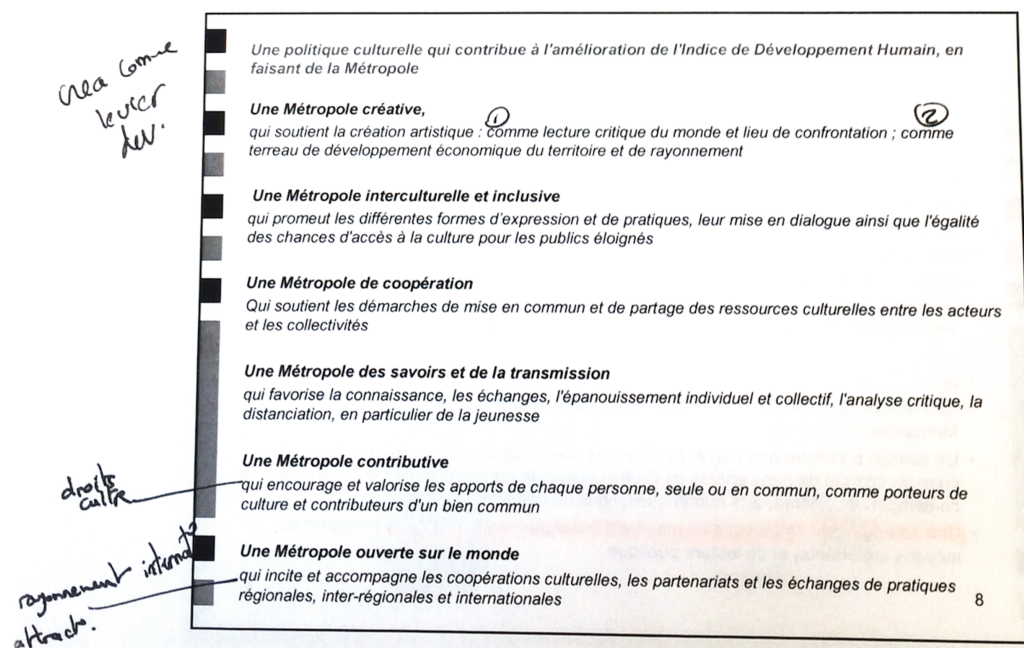 Une politique culturelle qui contribue à l'amélioration de l'Indice de Développement Humain, en
faisant de la Métropole
crea comme
levier
dev.
Une Métropole créative,
① ②
qui soutient la création artistique : comme lecture critique du monde et lieu de confrontation ; comme
terreau de développement économique du territoire et de rayonnement
Une Métropole interculturelle et inclusive
qui promeut les différentes formes d'expression et de pratiques, leur mise en dialogue ainsi que l'égalité
des chances d'accès à la culture pour les publics éloignés
Une Métropole de coopération
Qui soutient les démarches de mise en commun et de partage des ressources culturelles entre les acteurs
et les collectivités
Une Métropole des savoirs et de la transmission
qui favorise la connaissance, les échanges, l'épanouissement individuel et collectif, l'analyse critique, la
distanciation, en particulier de la jeunesse
Une Métropole contributive
droits
qui encourage et valorise les apports de chaque personne, seule ou en commun, comme porteurs de
culture et contributeurs d'un bien commun
Une Métropole ouverte sur le monde
rayonnement
qui incite et accompagne les coopérations culturelles, les partenariats et les échanges de pratiques
régionales, inter-régionales et internationales
attract.
8